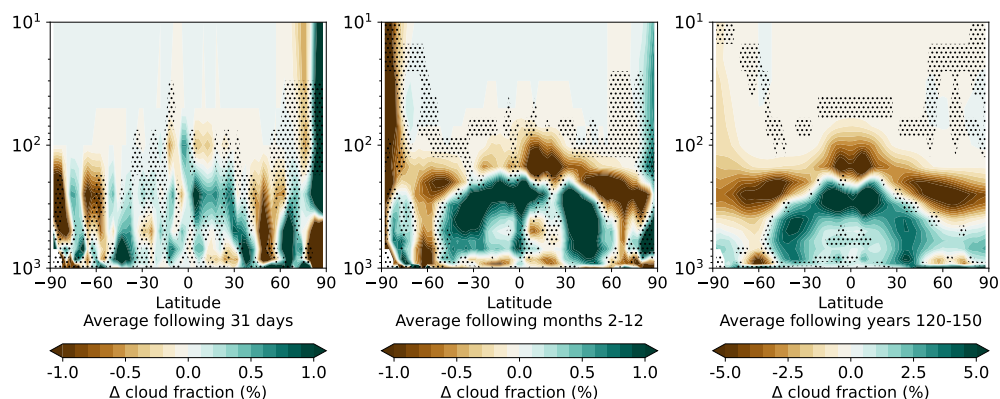 10¹
10²
10³
−90 −60 −30 0 30 60 90
Latitude
Average following 31 days
-1.0 -0.5 0.0 0.5 1.0
Δ cloud fraction (%)
10¹
10²
10³
−90 −60 −30 0 30 60 90
Latitude
Average following months 2-12
-1.0 -0.5 0.0 0.5 1.0
Δ cloud fraction (%)
10¹
10²
10³
−90 −60 −30 0 30 60 90
Latitude
Average following years 120-150
-5.0 -2.5 0.0 2.5 5.0
Δ cloud fraction (%)